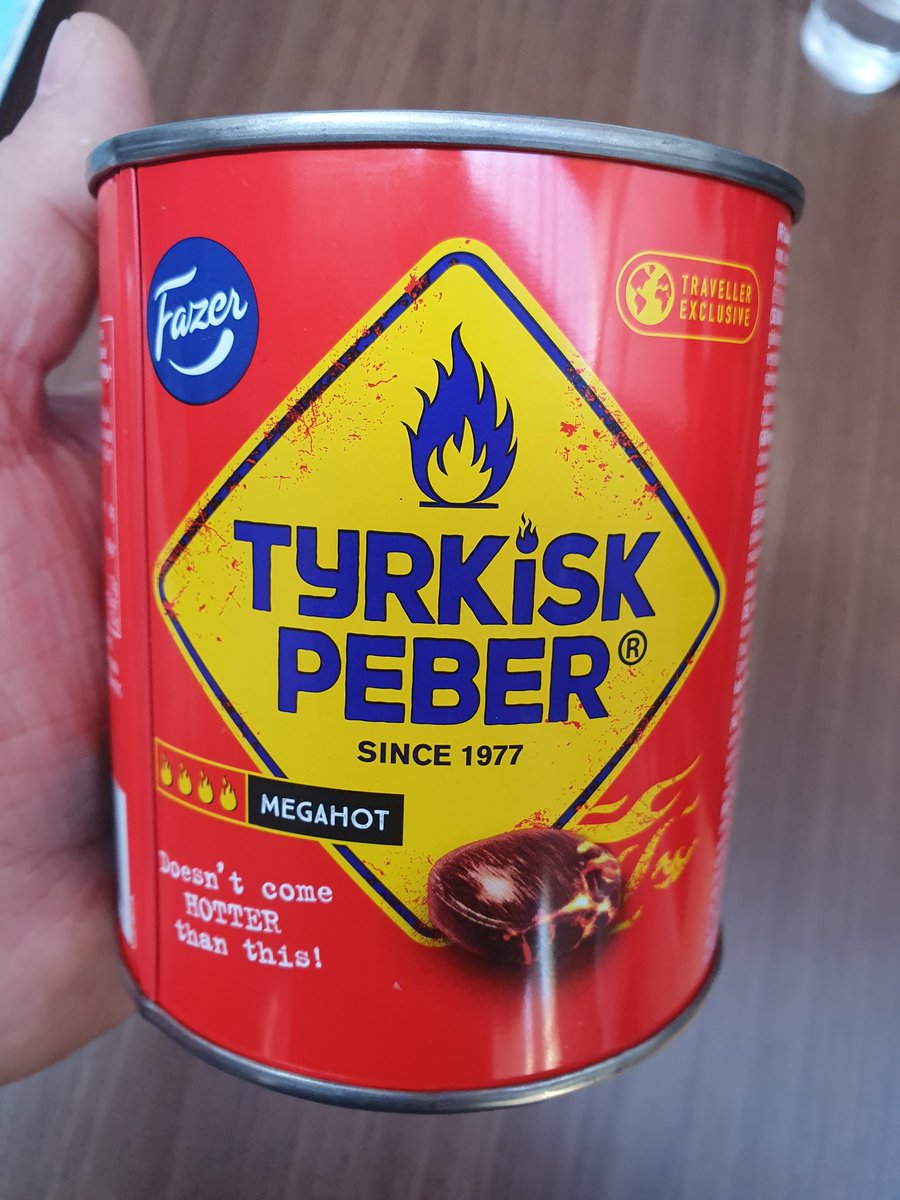 Fazer
TRAVELLER
EXCLUSIVE
TYRKiSK
PEBER®
SINCE 1977
MEGAHOT
Doesn't come
HOTTER
than this!